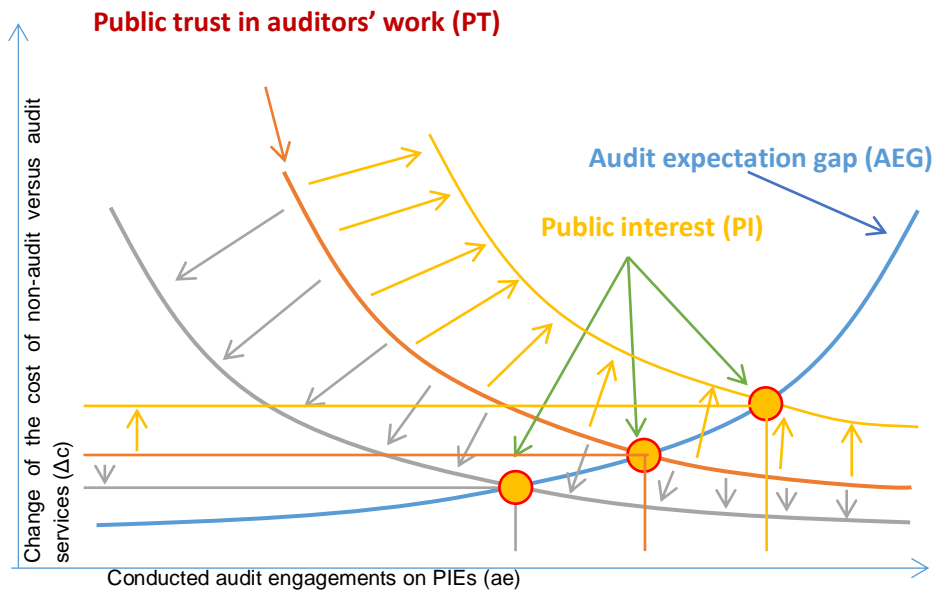 Public trust in auditors’ work (PT)
Audit expectation gap (AEG)
Public interest (PI)
Change of the cost of non-audit versus audit
services (Δc)
Conducted audit engagements on PIEs (ae)